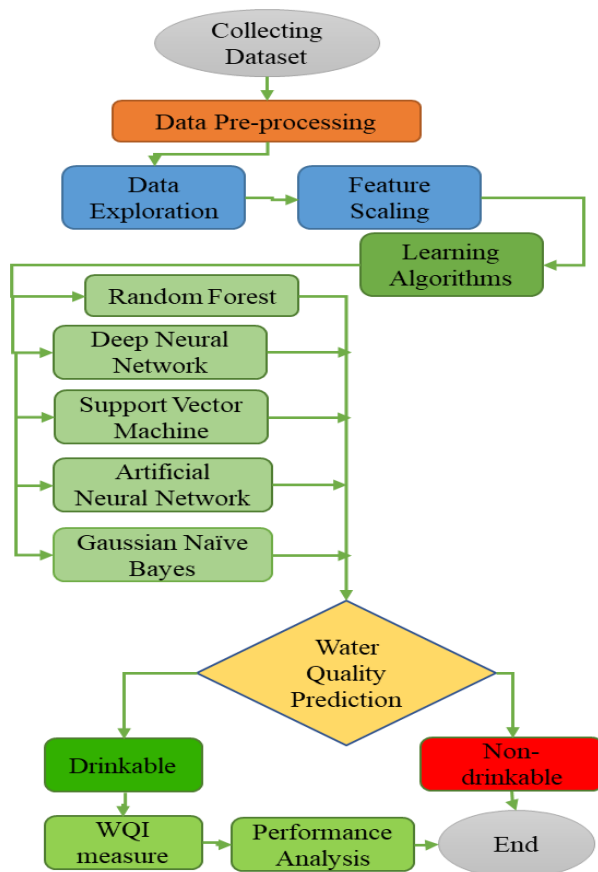 Collecting
Dataset
Data Pre-processing
Data
Exploration
Feature
Scaling
Learning
Algorithms
Random Forest
Deep Neural
Network
Support Vector
Machine
Artificial
Neural Network
Gaussian Naïve
Bayes
Water
Quality
Prediction
Drinkable
Non-
drinkable
WQI
measure
Performance
Analysis
End